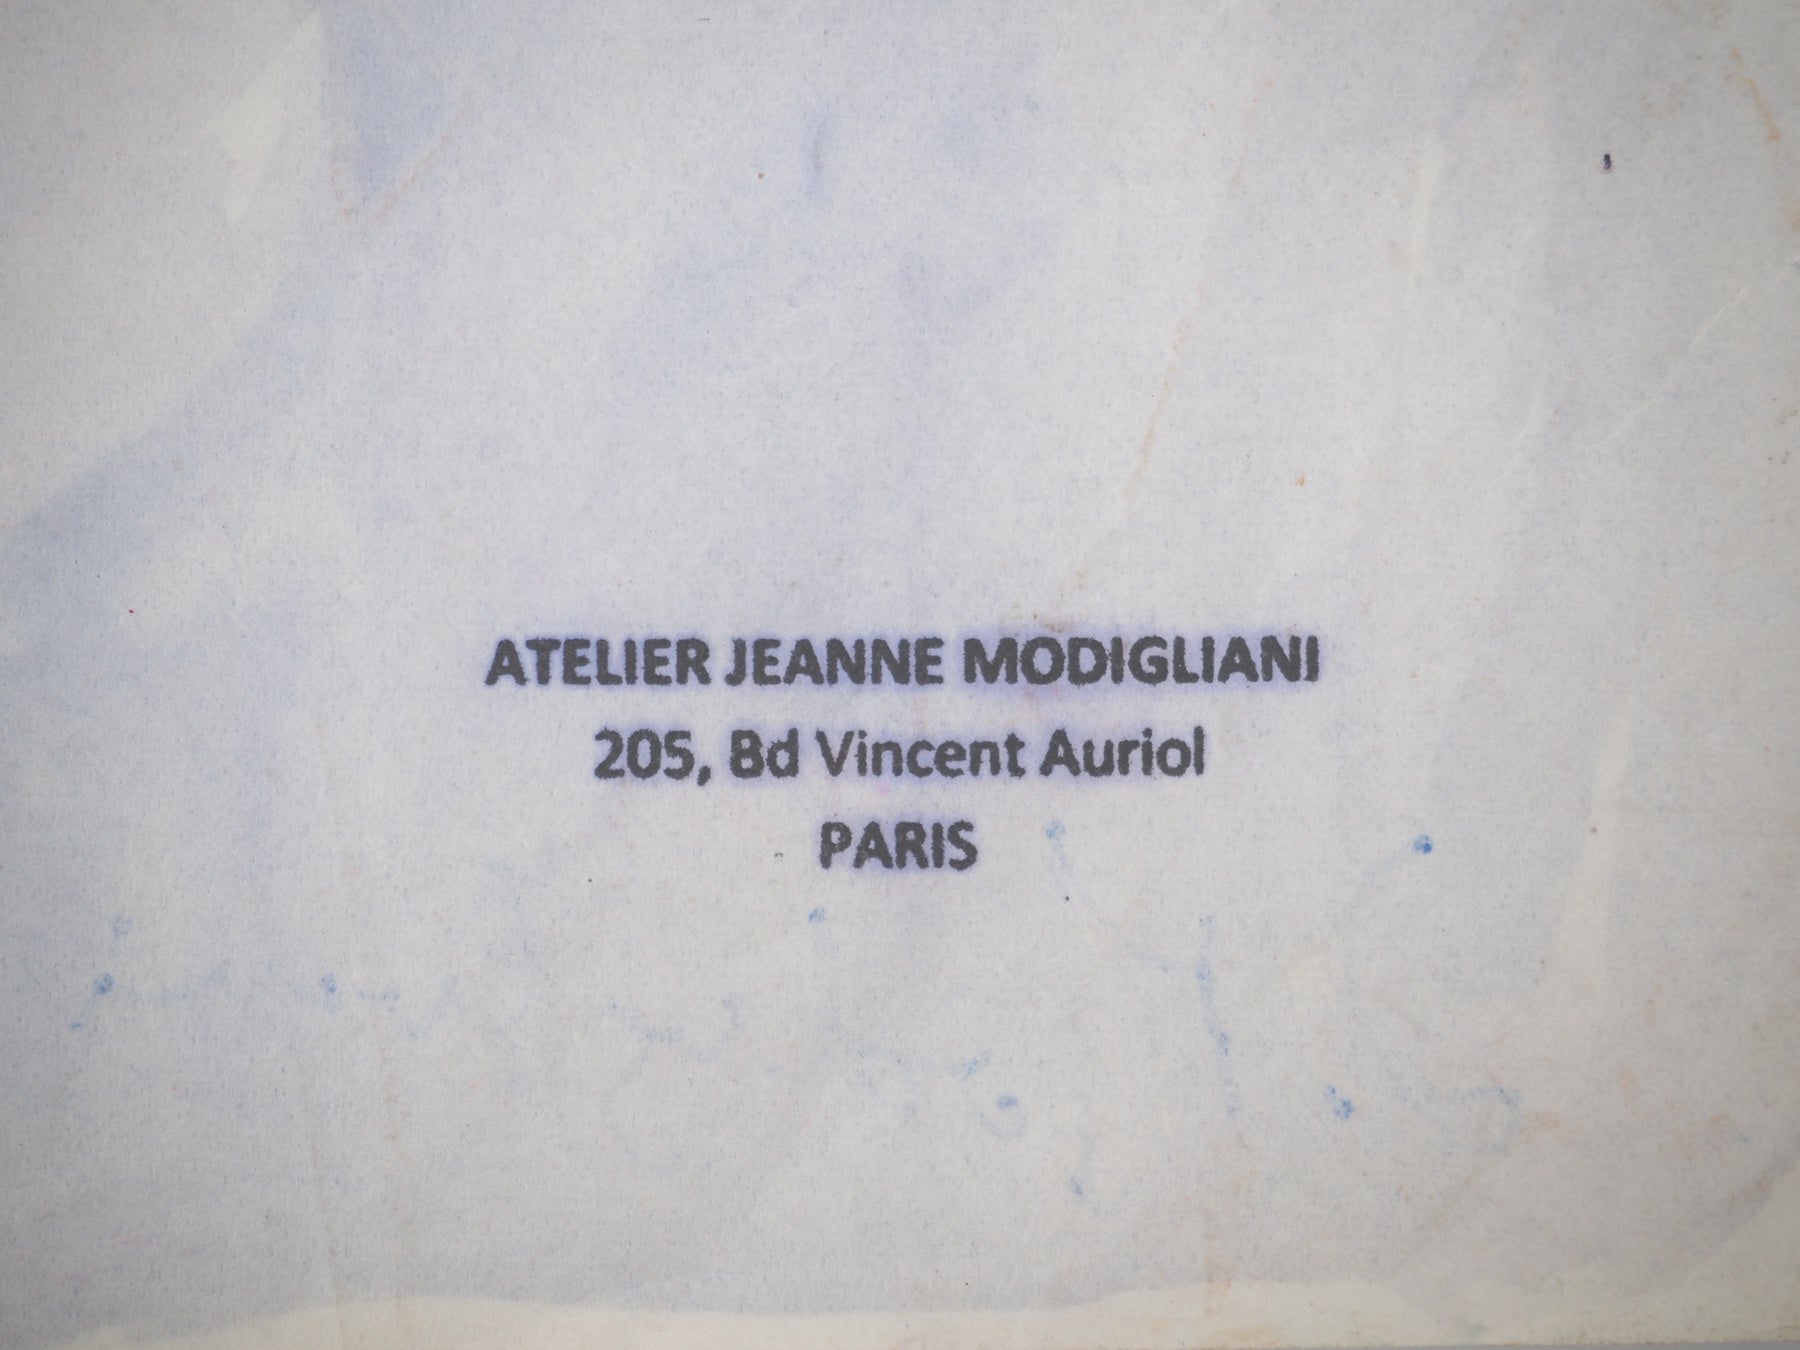 ATELIER JEANNE MODIGLIANI
205, Bd Vincent Auriol
PARIS